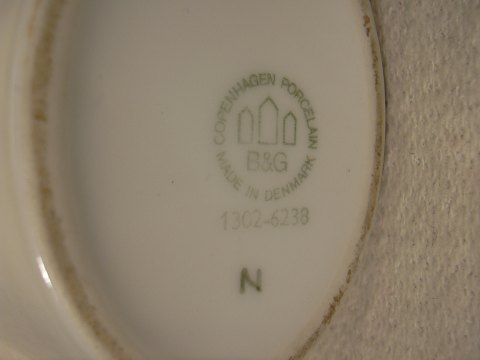 COPENHAGEN PORCELAIN
B&G
MADE IN DENMARK
1302-6238
N